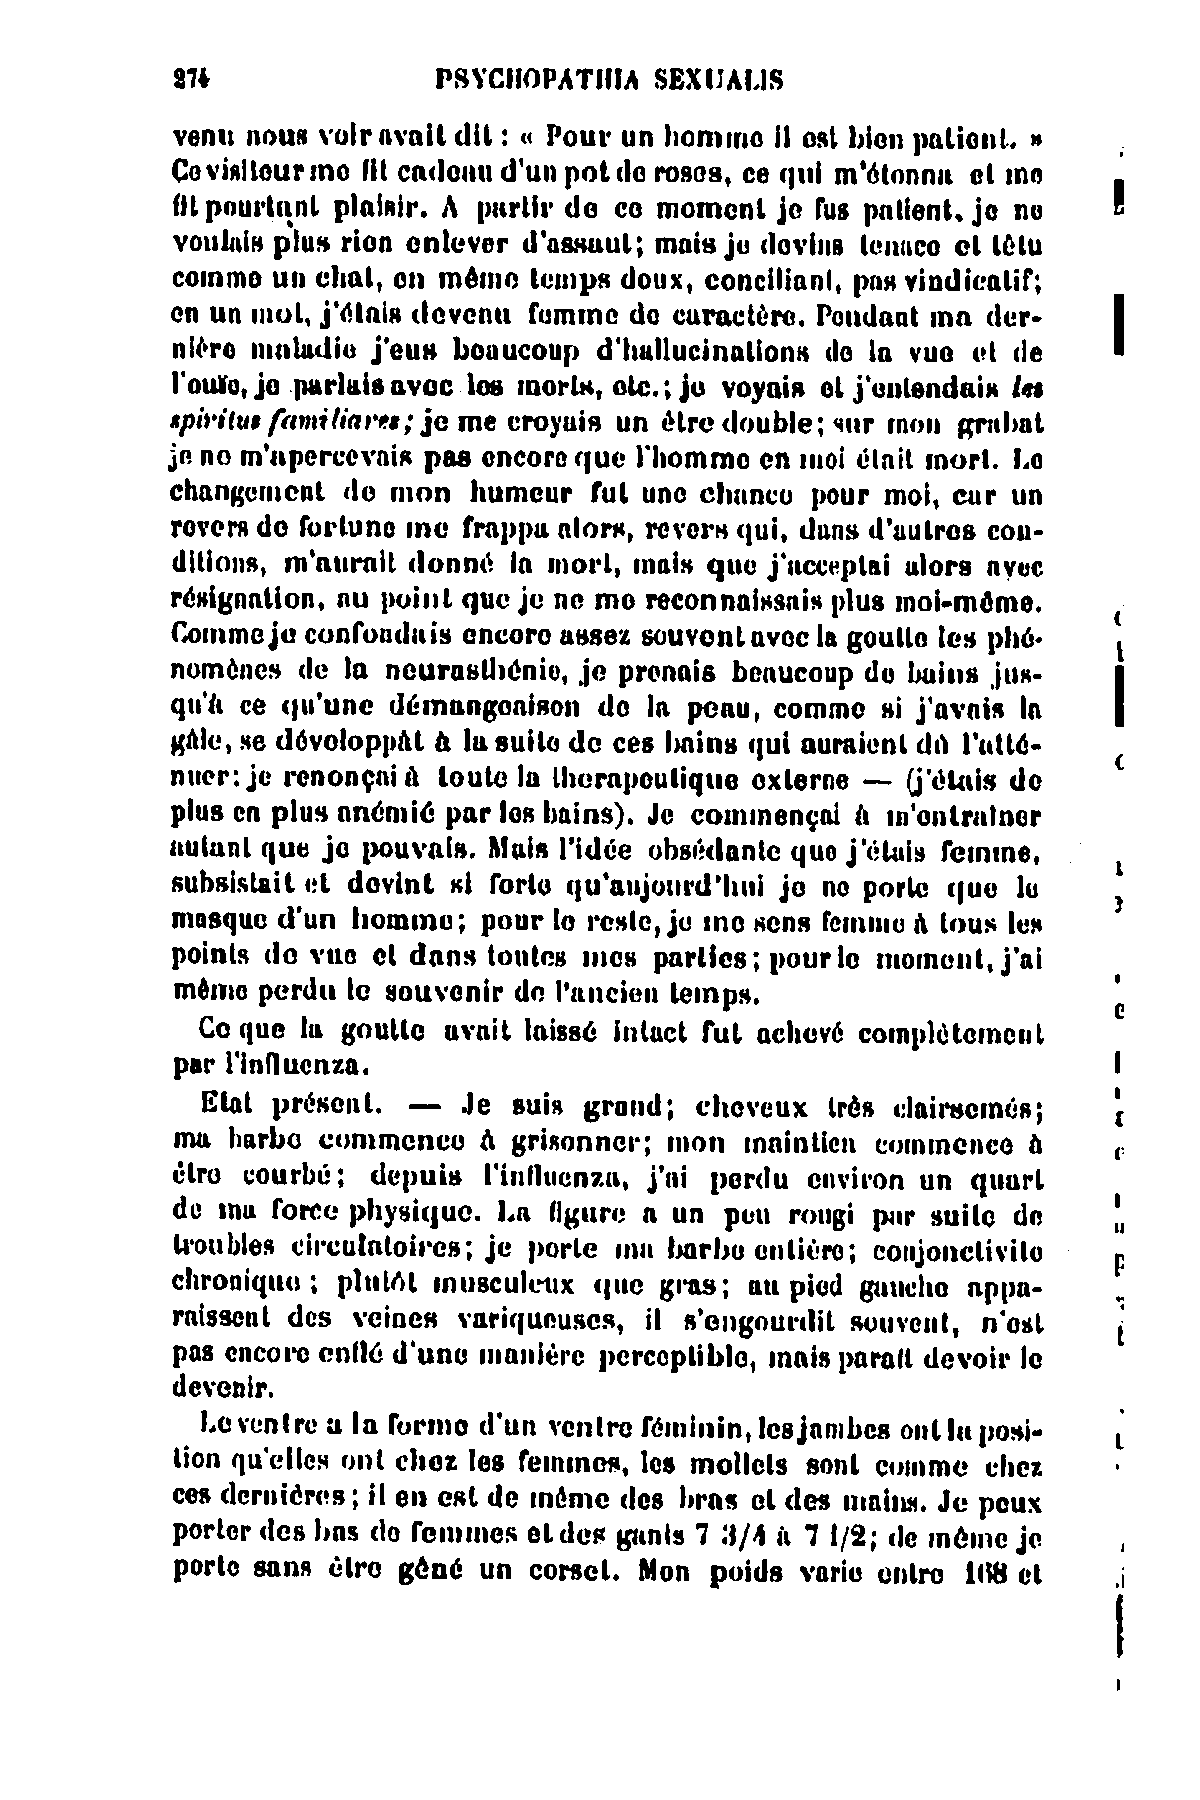 274 PSYCHOPATHIA SEXUALIS
venu nous voir avait dit : « Pour un homme il est bien patient. »
Ce visiteur me fit cadeau d'un pot de roses, ce qui m'étonna et me
fit pourtant plaisir. A partir de ce moment je fus patient, je ne
voulais plus rien enlever d'assaut; mais je devins tenace et têtu
comme un chat, en même temps doux, conciliant, pas vindicatif;
en un mot, j'étais devenu femme de caractère. Pendant ma der-
nière maladie j'eus beaucoup d'hallucinations de la vue et de
l'ouïe, je parlais avec les morts, etc.; je voyais et j'entendais les
spiritus familiares; je me croyais un être double; sur mon grabat
je ne m'apercevais pas encore que l'homme en moi était mort. Le
changement de mon humeur fut une chance pour moi, car un
revers de fortune me frappa alors, revers qui, dans d'autres con-
ditions, m'aurait donné la mort, mais que j'acceptai alors avec
résignation, au point que je ne me reconnaissais plus moi-même.
Comme je confondais encore assez souvent avec la goutte les phé-
nomènes de la neurasthénie, je prenais beaucoup de bains jus-
qu'à ce qu'une démangeaison de la peau, comme si j'avais la
gâle, se développât à la suite de ces bains qui auraient dû l'atté-
nuer: je renonçai à toute la therapeutique externe — (j'étais de
plus en plus anémié par les bains). Je commençai à m'entraîner
autant que je pouvais. Mais l'idée obsédante que j'étais femme,
subsistait et devint si forte qu'aujourd'hui je ne porte que le
masque d'un homme; pour le reste, je me sens femme à tous les
points de vue et dans toutes mes parties; pour le moment, j'ai
même perdu le souvenir de l'ancien temps.
Ce que la goutte avait laissé intact fut achevé complètement
par l'influenza.
Etat présent. — Je suis grand; cheveux très clairsemés;
ma barbe commence à grisonner; mon maintien commence à
être courbé; depuis l'influenza, j'ai perdu environ un quart
de ma force physique. La figure a un peu rougi par suite de
troubles circulatoires; je porte ma barbe entière; conjonctivite
chronique; plutôt musculeux que gras; au pied gauche appa-
raissent des veines variqueuses, il s'engourdit souvent, n'est
pas encore enflé d'une manière perceptible, mais paraît devoir le
devenir.
Le ventre a la forme d'un ventre féminin, les jambes ont la posi-
tion qu'elles ont chez les femmes, les mollets sont comme chez
ces dernières; il en est de même des bras et des mains. Je peux
porter des bas de femmes et des gants 7 3/4 à 7 1/2; de même je
porte sans être gêné un corset. Mon poids varie entre 168 et